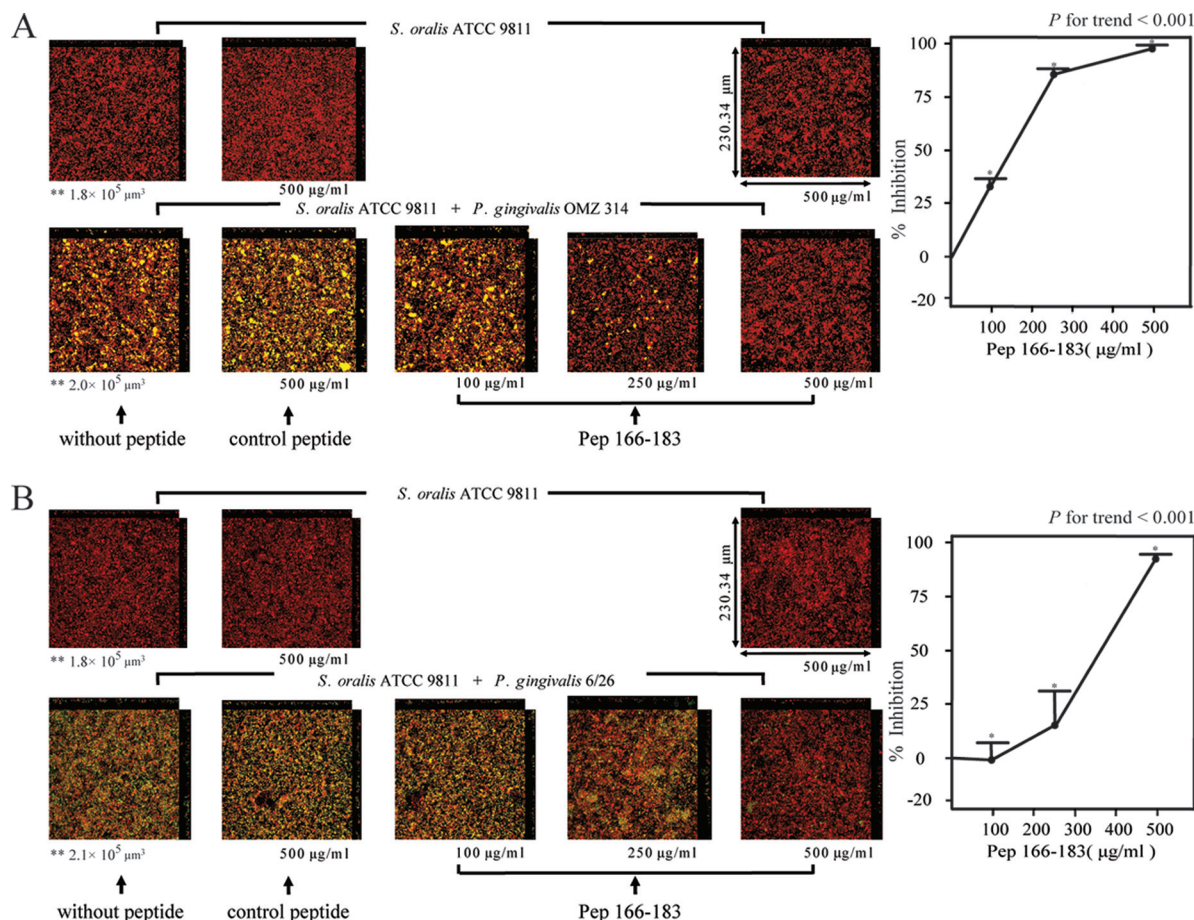 A
S. oralis ATCC 9811
P for trend < 0.001
230.34 μm
** 1.8× 10⁵ μm³
500 μg/ml
500 μg/ml
S. oralis ATCC 9811 + P. gingivalis OMZ 314
** 2.0× 10⁵ μm³
500 μg/ml
100 μg/ml
250 μg/ml
500 μg/ml
without peptide
control peptide
Pep 166-183
% Inhibition
100
75
50
25
0
-20
*
*
*
100 200 300 400 500
Pep 166-183( μg/ml )
B
S. oralis ATCC 9811
P for trend < 0.001
230.34 μm
** 1.8× 10⁵ μm³
500 μg/ml
500 μg/ml
S. oralis ATCC 9811 + P. gingivalis 6/26
** 2.1× 10⁵ μm³
500 μg/ml
100 μg/ml
250 μg/ml
500 μg/ml
without peptide
control peptide
Pep 166-183
% Inhibition
100
75
50
25
0
-20
*
*
*
100 200 300 400 500
Pep 166-183( μg/ml )